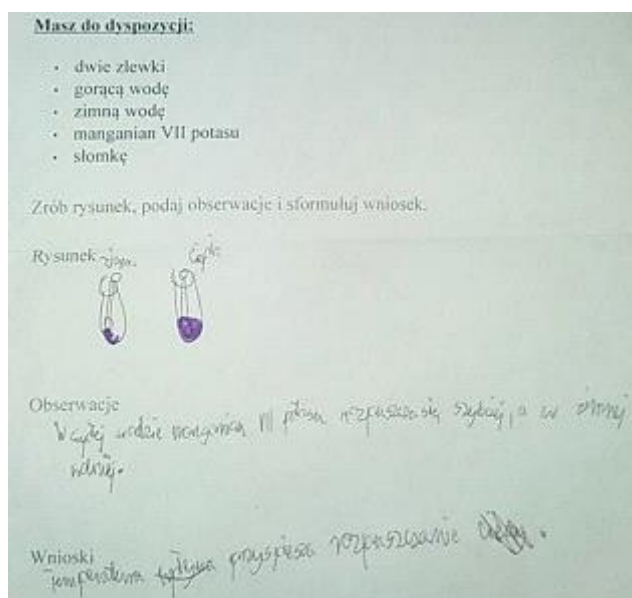 Masz do dyspozycji:
· dwie zlewki
· gorącą wodę
· zimną wodę
· manganian VII potasu
· słomkę
Zrób rysunek, podaj obserwacje i sformułuj wniosek.
Rysunek
Obserwacje
W ciepłej wodzie manganian VII potasu rozpuszcza się szybciej, a w zimnej
wolniej.
Wnioski
Temperatura przyspiesza rozpuszczanie